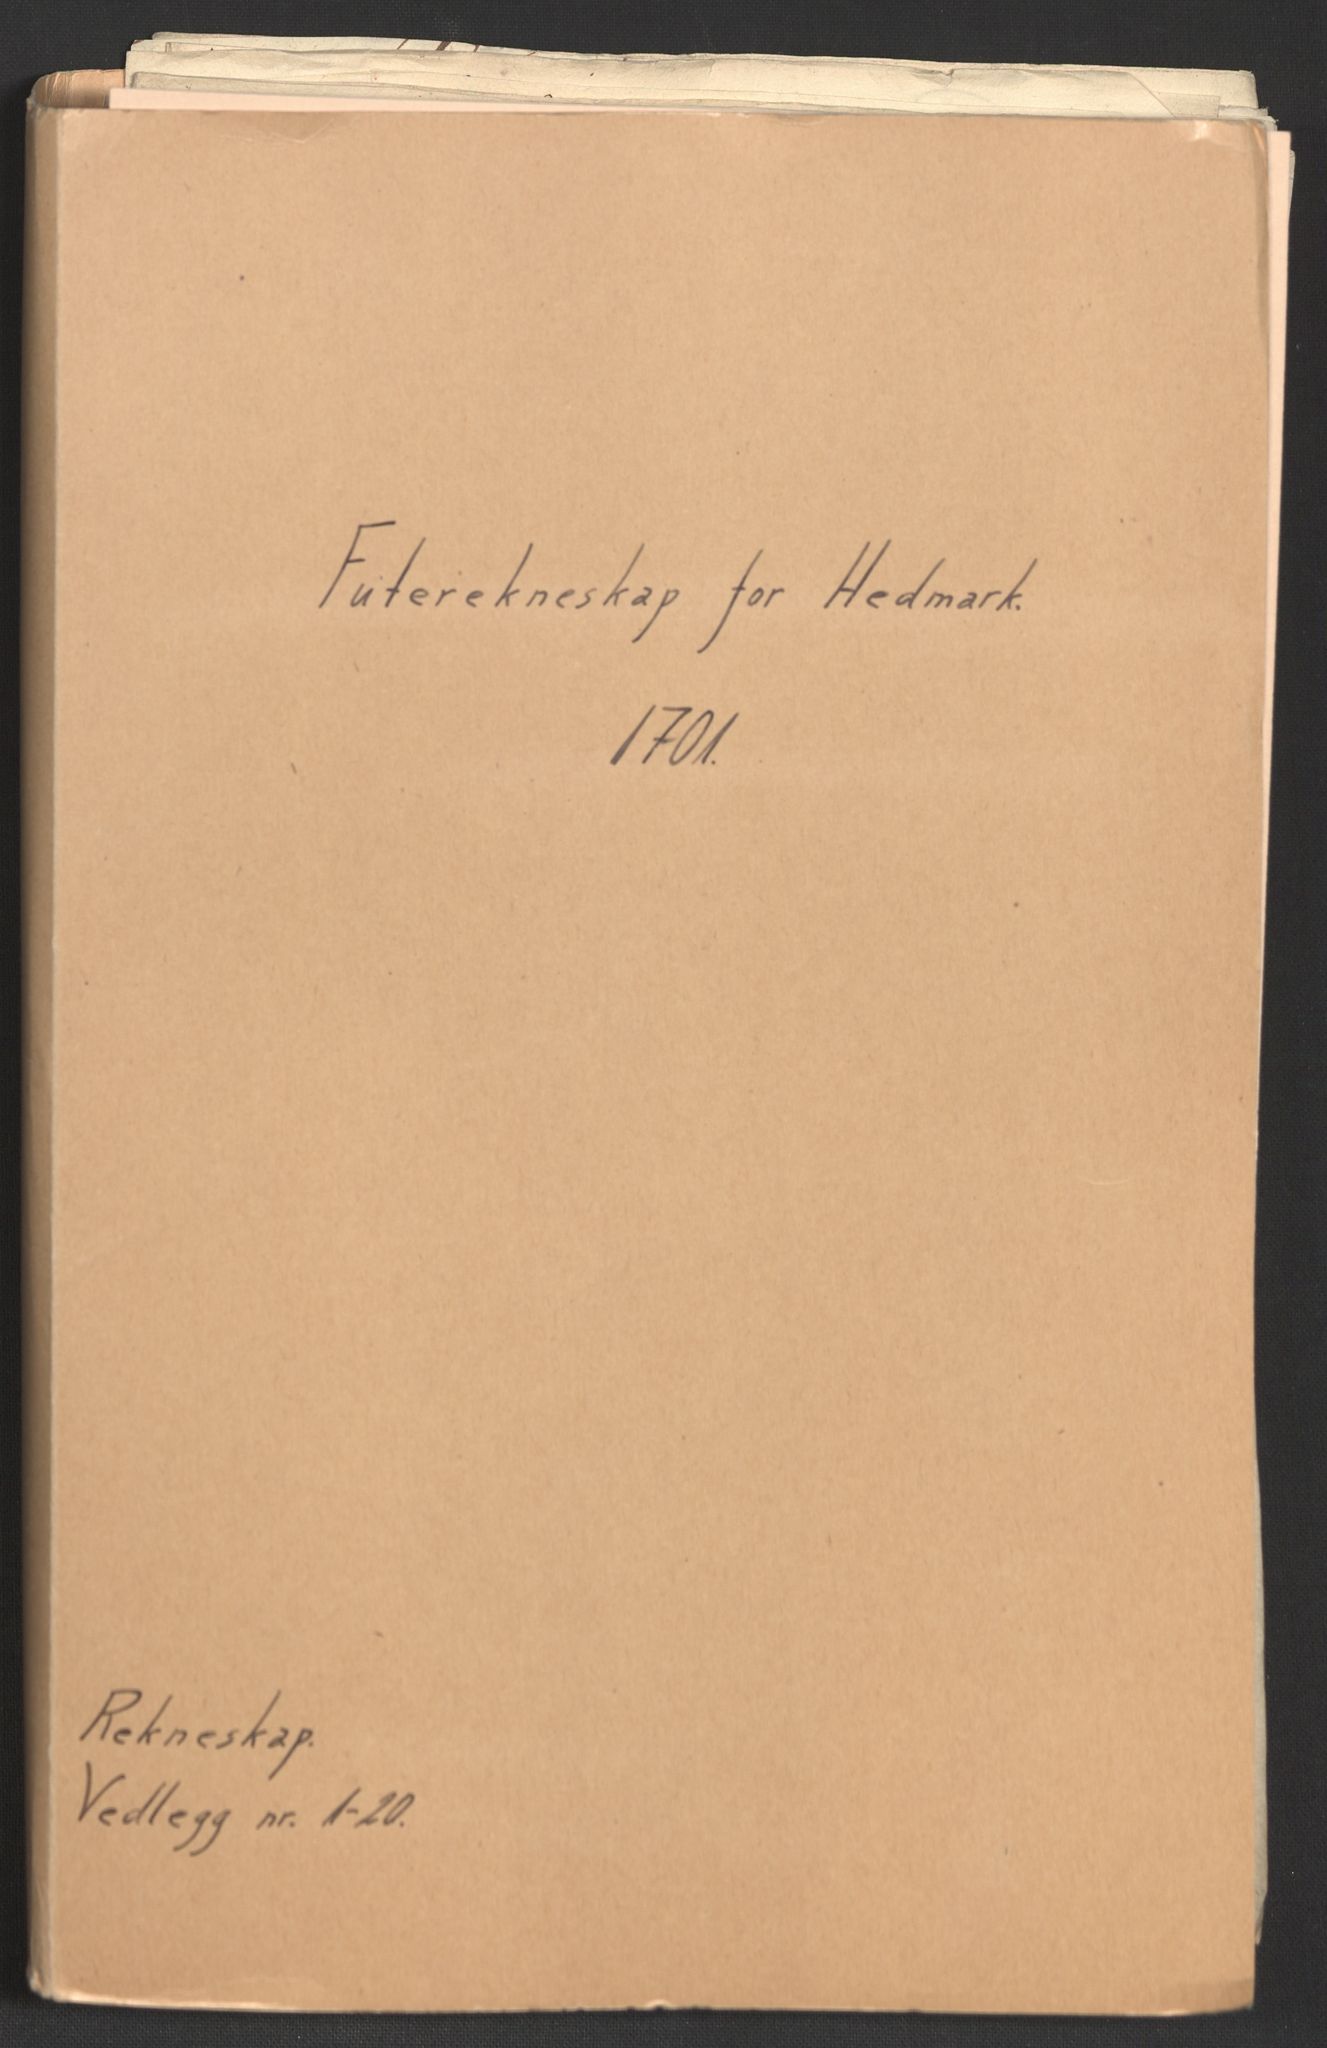 Futerekneskap for Hedmark.
1701.
Rekneskap.
Vedlegg nr. 1-20.